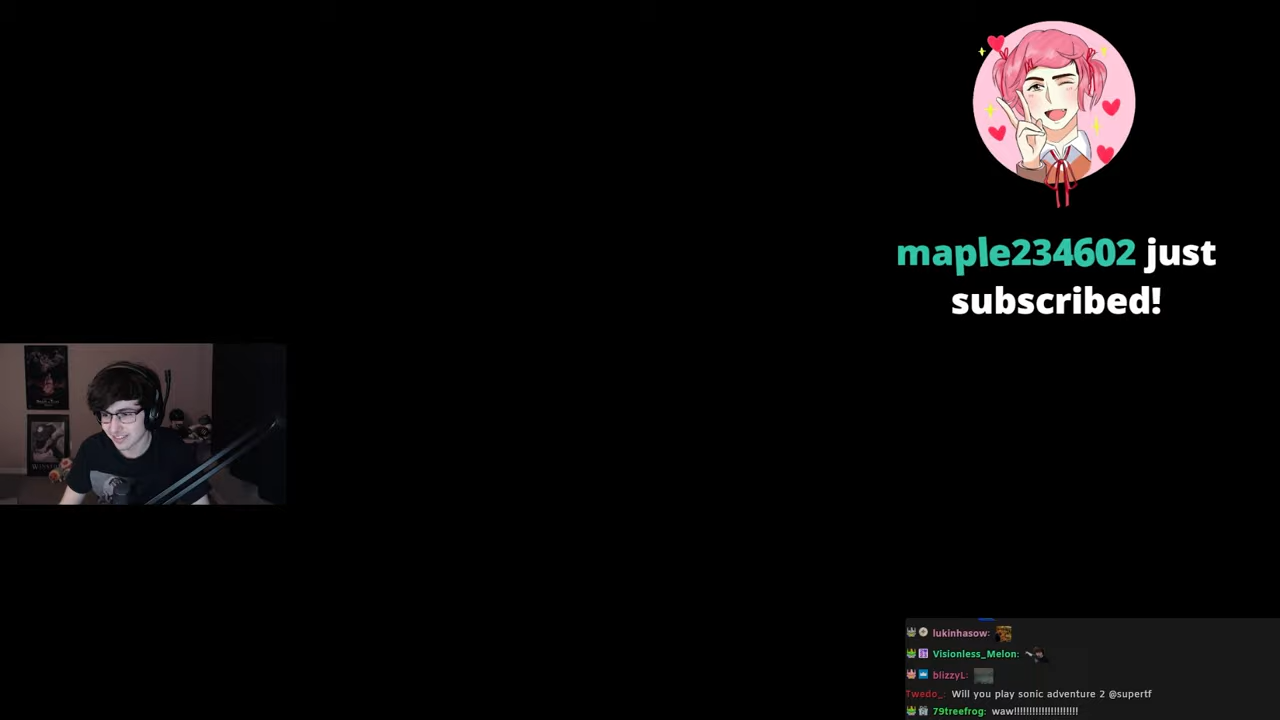 maple234602 just
subscribed!
lukinhasow:
Visionless_Melon:
blizzyL:
Twedo_: Will you play sonic adventure 2 @supertf
79treefrog: waw!!!!!!!!!!!!!!!!!!!!!